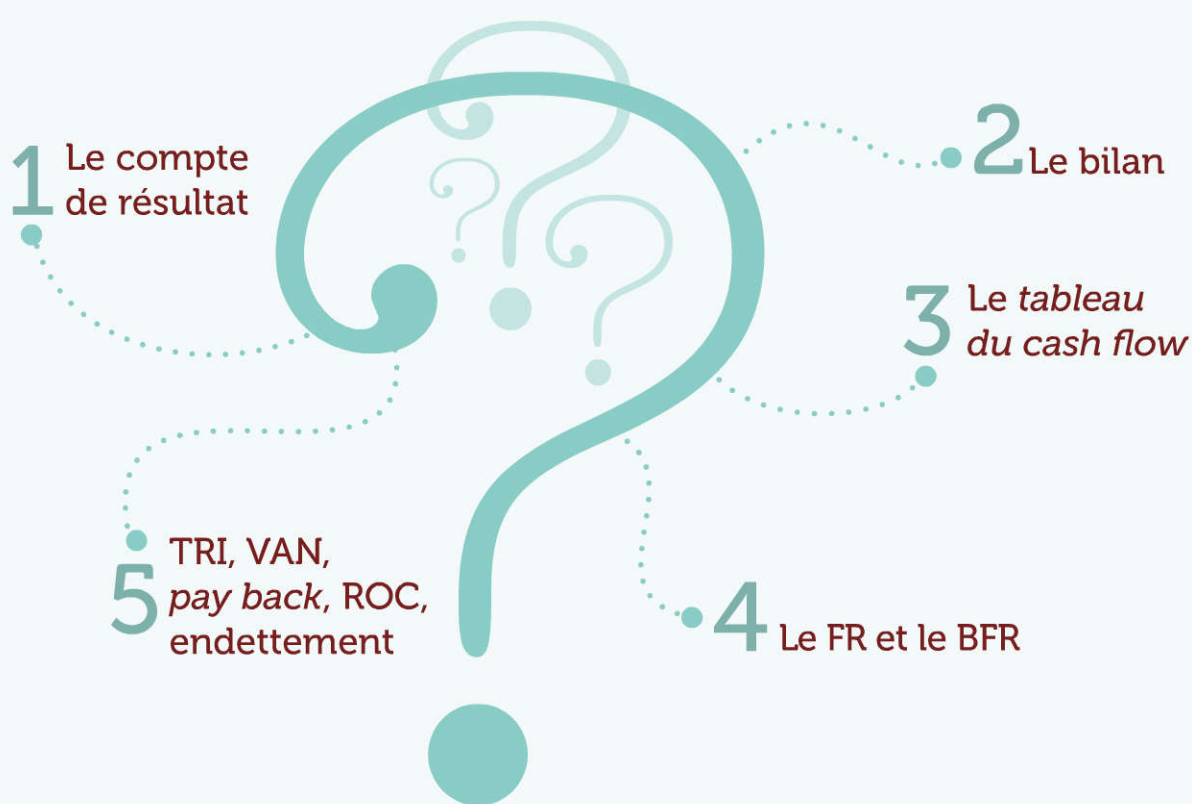 1 Le compte
de résultat
2 Le bilan
3 Le tableau
du cash flow
4 Le FR et le BFR
5 TRI, VAN,
pay back, ROC,
endettement